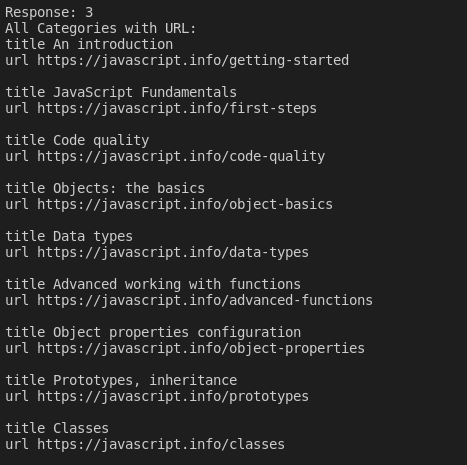 Response: 3
All Categories with URL:
title An introduction
url https://javascript.info/getting-started
title JavaScript Fundamentals
url https://javascript.info/first-steps
title Code quality
url https://javascript.info/code-quality
title Objects: the basics
url https://javascript.info/object-basics
title Data types
url https://javascript.info/data-types
title Advanced working with functions
url https://javascript.info/advanced-functions
title Object properties configuration
url https://javascript.info/object-properties
title Prototypes, inheritance
url https://javascript.info/prototypes
title Classes
url https://javascript.info/classes